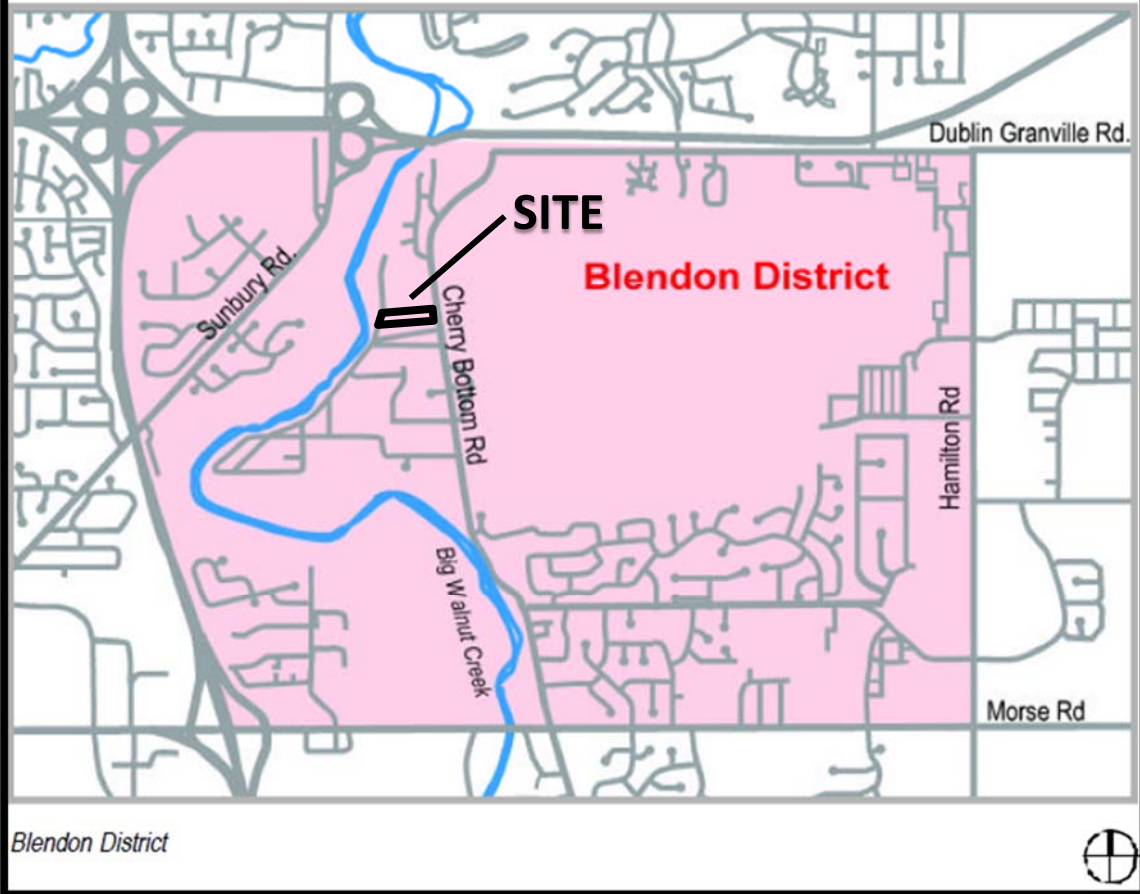 Dublin Granville Rd.
SITE
Sunbury Rd.
Blendon District
Cherry Bottom Rd
Hamilton Rd
Big Walnut Creek
Morse Rd
Blendon District